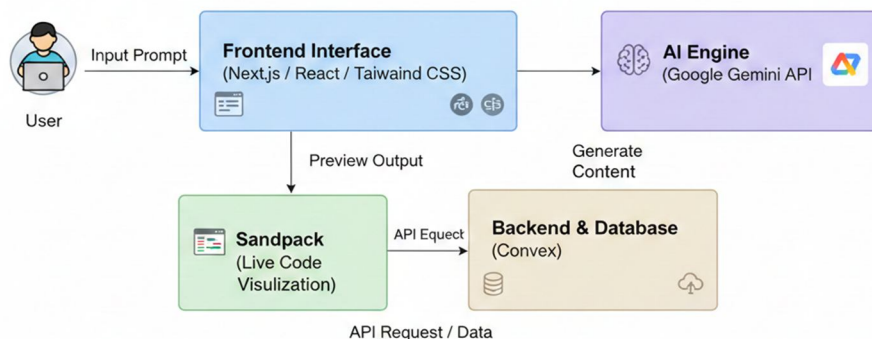 Input Prompt
User
Frontend Interface
(Next.js / React / Taiwaind CSS)
AI Engine
(Google Gemini API
Preview Output
Generate
Content
Sandpack
(Live Code
Visulization)
API Equect
Backend & Database
(Convex)
API Request / Data